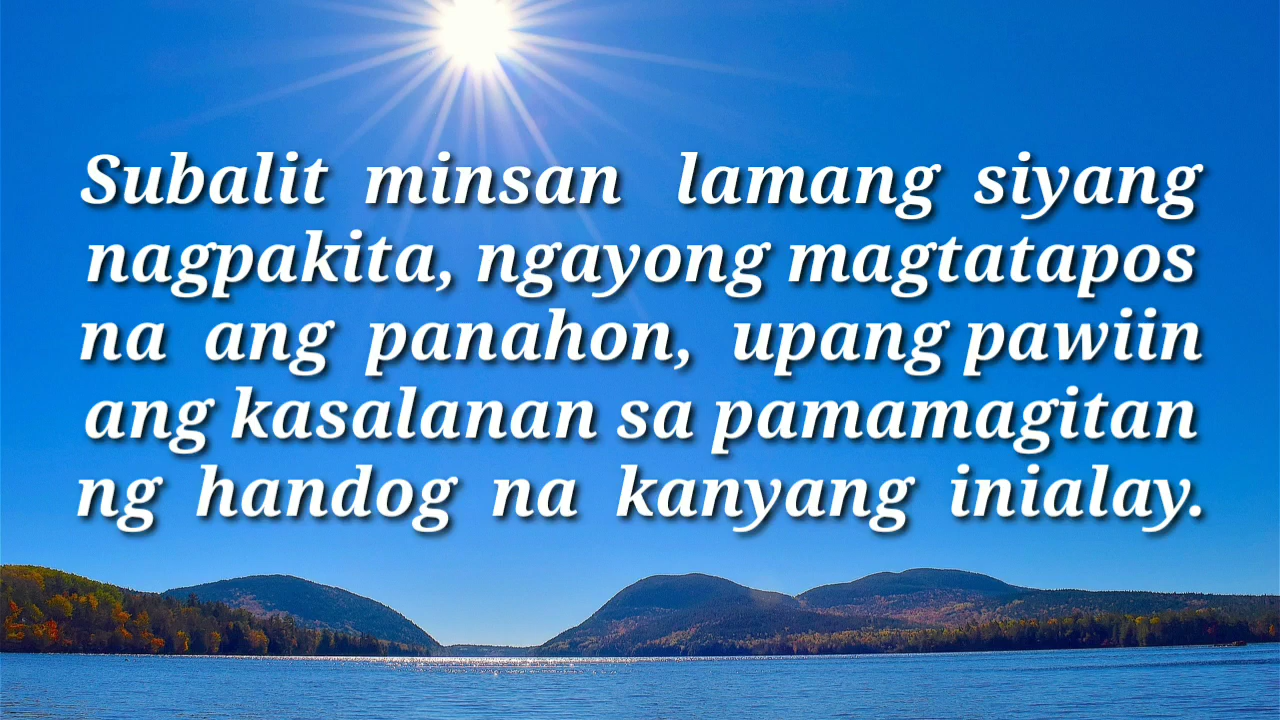 Subalit minsan lamang siyang
nagpakita, ngayong magtatapos
na ang panahon, upang pawiin
ang kasalanan sa pamamagitan
ng handog na kanyang inialay.